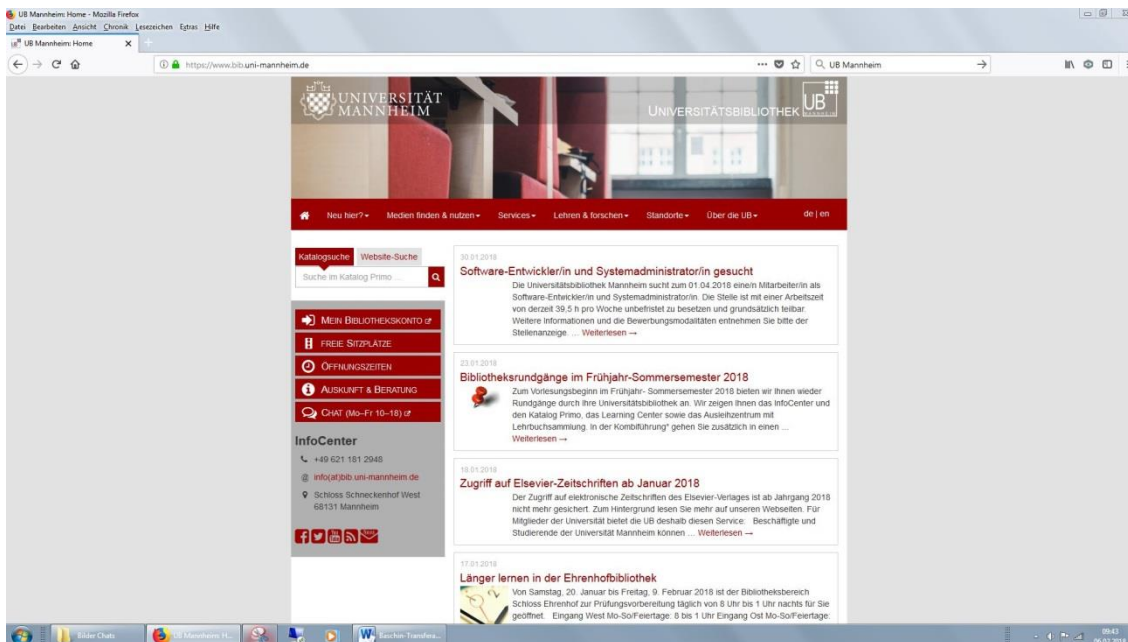 UB Mannheim: Home - Mozilla Firefox
Datei Bearbeiten Ansicht Chronik Lesezeichen Extras Hilfe
UB Mannheim: Home
https://www.bib.uni-mannheim.de
UB Mannheim
UNIVERSITÄT
MANNHEIM
UNIVERSITÄTSBIBLIOTHEK UB
Neu hier? Medien finden & nutzen Services Lehren & forschen Standorte Über die UB de | en
Katalogsuche Website-Suche
Suche im Katalog Primo ...
MEIN BIBLIOTHEKSKONTO
FREIE SITZPLÄTZE
ÖFFNUNGSZEITEN
AUSKUNFT & BERATUNG
CHAT (MO–FR 10–18)
InfoCenter
+49 621 181 2948
info(at)bib.uni-mannheim.de
Schloss Schneckenhof West
68131 Mannheim
30.01.2018
Software-Entwickler/in und Systemadministrator/in gesucht
Die Universitätsbibliothek Mannheim sucht zum 01.04.2018 eine/n Mitarbeiter/in als
Software-Entwickler/in und Systemadministrator/in. Die Stelle ist mit einer Arbeitszeit
von derzeit 39,5 h pro Woche unbefristet zu besetzen und grundsätzlich teilbar.
Weitere Informationen und die Bewerbungsmodalitäten entnehmen Sie bitte der
Stellenanzeige. ... Weiterlesen →
23.01.2018
Bibliotheksrundgänge im Frühjahr-Sommersemester 2018
Zum Vorlesungsbeginn im Frühjahr- Sommersemester 2018 bieten wir Ihnen wieder
Rundgänge durch Ihre Universitätsbibliothek an. Wir zeigen Ihnen das InfoCenter und
den Katalog Primo, das Learning Center sowie das Ausleihzentrum mit
Lehrbuchsammlung. In der Kombiführung* gehen Sie zusätzlich in einen ...
Weiterlesen →
18.01.2018
Zugriff auf Elsevier-Zeitschriften ab Januar 2018
Der Zugriff auf elektronische Zeitschriften des Elsevier-Verlages ist ab Jahrgang 2018
nicht mehr gesichert. Zum Hintergrund lesen Sie mehr auf unseren Webseiten. Für
Mitglieder der Universität bietet die UB deshalb diesen Service: Beschäftigte und
Studierende der Universität Mannheim können ... Weiterlesen →
17.01.2018
Länger lernen in der Ehrenhofbibliothek
Von Samstag, 20. Januar bis Freitag, 9. Februar 2018 ist der Bibliotheksbereich
Schloss Ehrenhof zur Prüfungsvorbereitung täglich von 8 Uhr bis 1 Uhr nachts für Sie
geöffnet. Eingang West Mo-So/Feiertage: 8 bis 1 Uhr Eingang Ost Mo-So/Feiertage:
Bilder Chats
UB Mannheim: H...
09:43